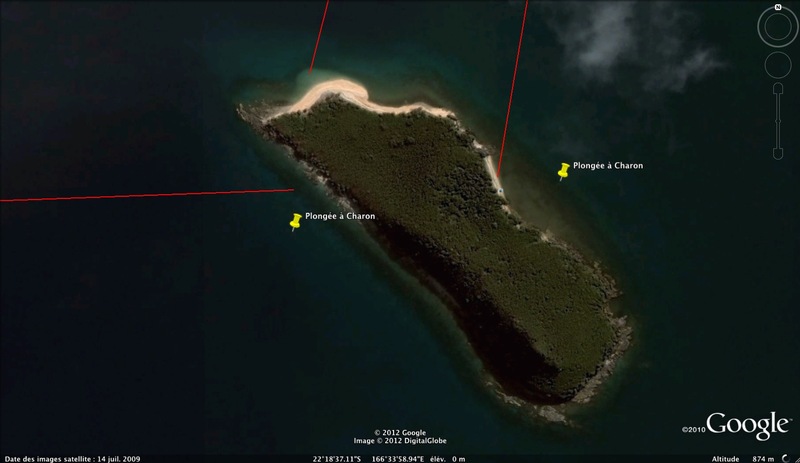 N
Plongée à Charon
Plongée à Charon
© 2012 Google
Image © 2012 DigitalGlobe
©2010 Google™
Date des images satellite : 14 juil. 2009 22°18'37.11"S 166°33'58.94"E élév. 0 m Altitude 874 m